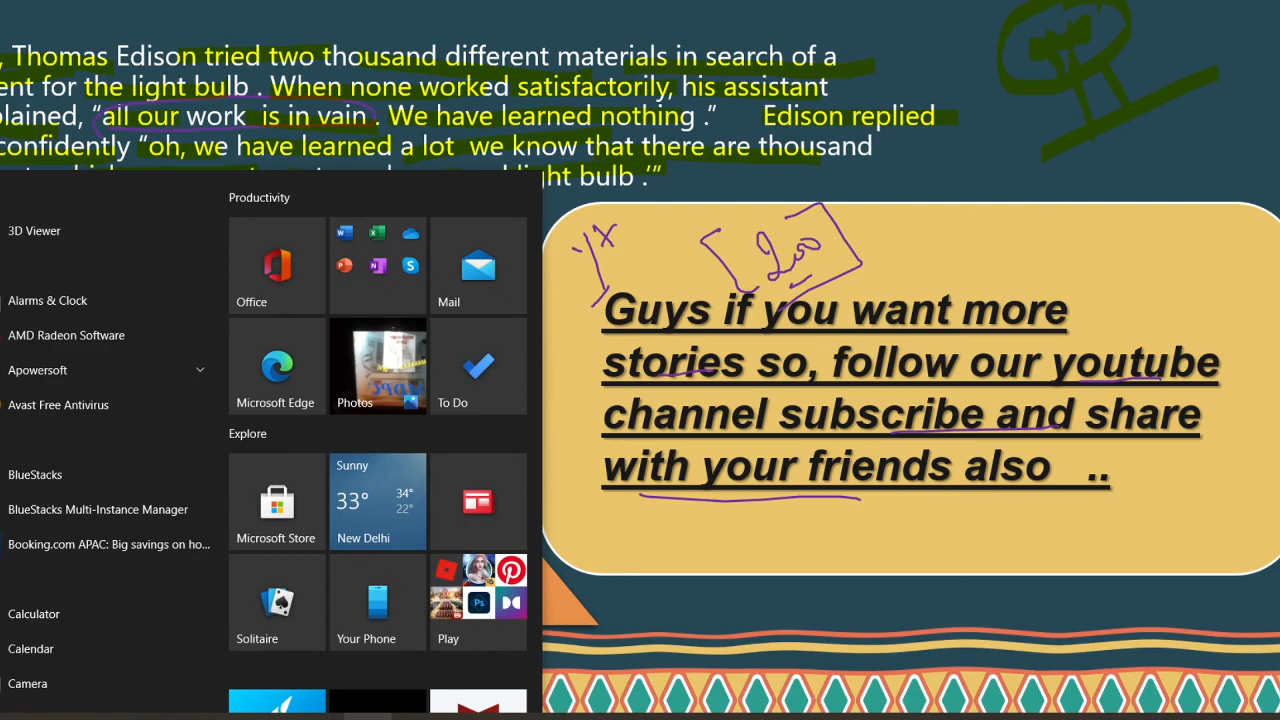 , Thomas Edison tried two thousand different materials in search of a
ent for the light bulb . When none worked satisfactorily, his assistant
plained, “all our work is in vain . We have learned nothing .” Edison replied
confidently “oh, we have learned a lot we know that there are thousand
light bulb .’”
200
Guys if you want more
stories so, follow our youtube
channel subscribe and share
with your friends also ..
3D Viewer
Alarms & Clock
AMD Radeon Software
Apowersoft
Avast Free Antivirus
BlueStacks
BlueStacks Multi-Instance Manager
Booking.com APAC: Big savings on ho...
Calculator
Calendar
Camera
Productivity
Office
Mail
Microsoft Edge
Photos
To Do
Explore
Microsoft Store
Sunny
33° 34°
22°
New Delhi
Solitaire
Your Phone
Ps
Play